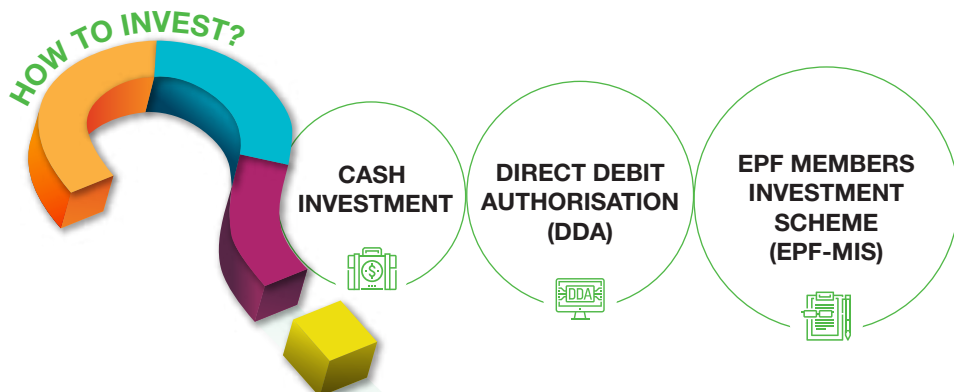 HOW TO INVEST?
CASH
INVESTMENT
DIRECT DEBIT
AUTHORISATION
(DDA)
DDA
EPF MEMBERS
INVESTMENT
SCHEME
(EPF-MIS)